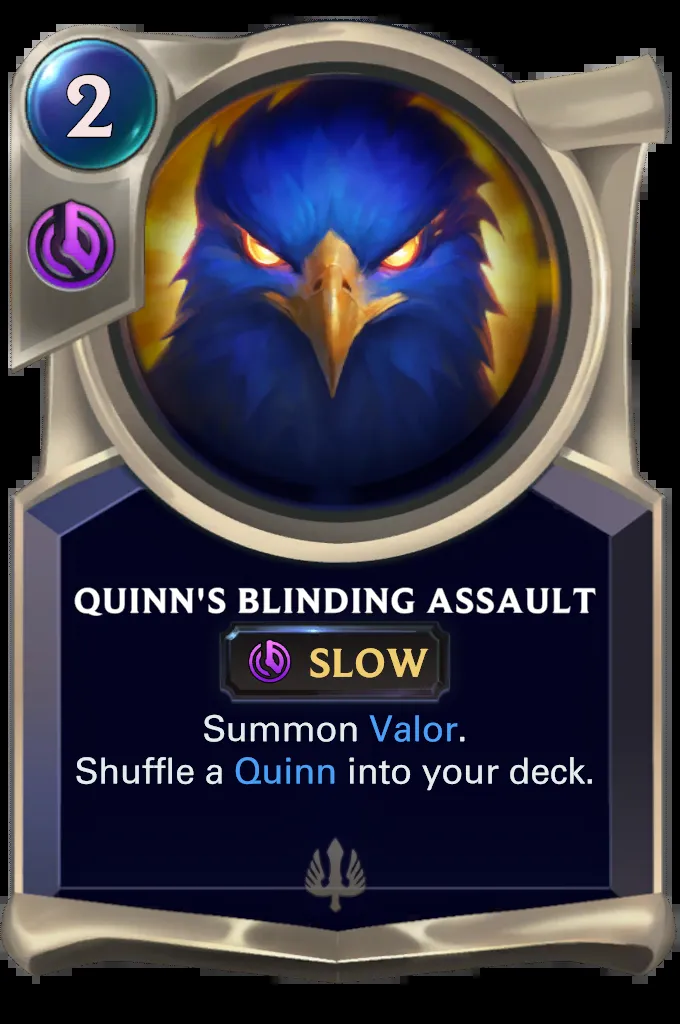 2
QUINN'S BLINDING ASSAULT
SLOW
Summon Valor.
Shuffle a Quinn into your deck.